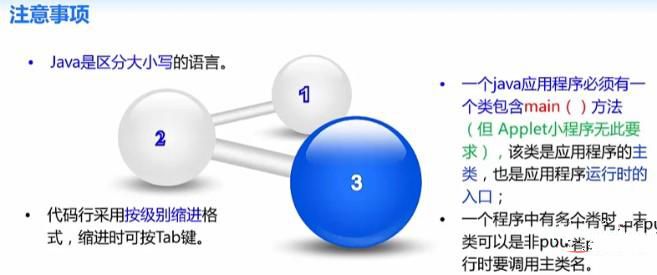 注意事项
• Java是区分大小写的语言。
1
2
3
• 代码行采用按级别缩进格
式，缩进时可按Tab键。
• 一个java应用程序必须有一
个类包含main（）方法
（但 Applet小程序无此要
求），该类是应用程序的主
类，也是应用程序运行时的
入口；
• 一个程序中有多个类时，主
类可以是非pu
行时要调用主类名。